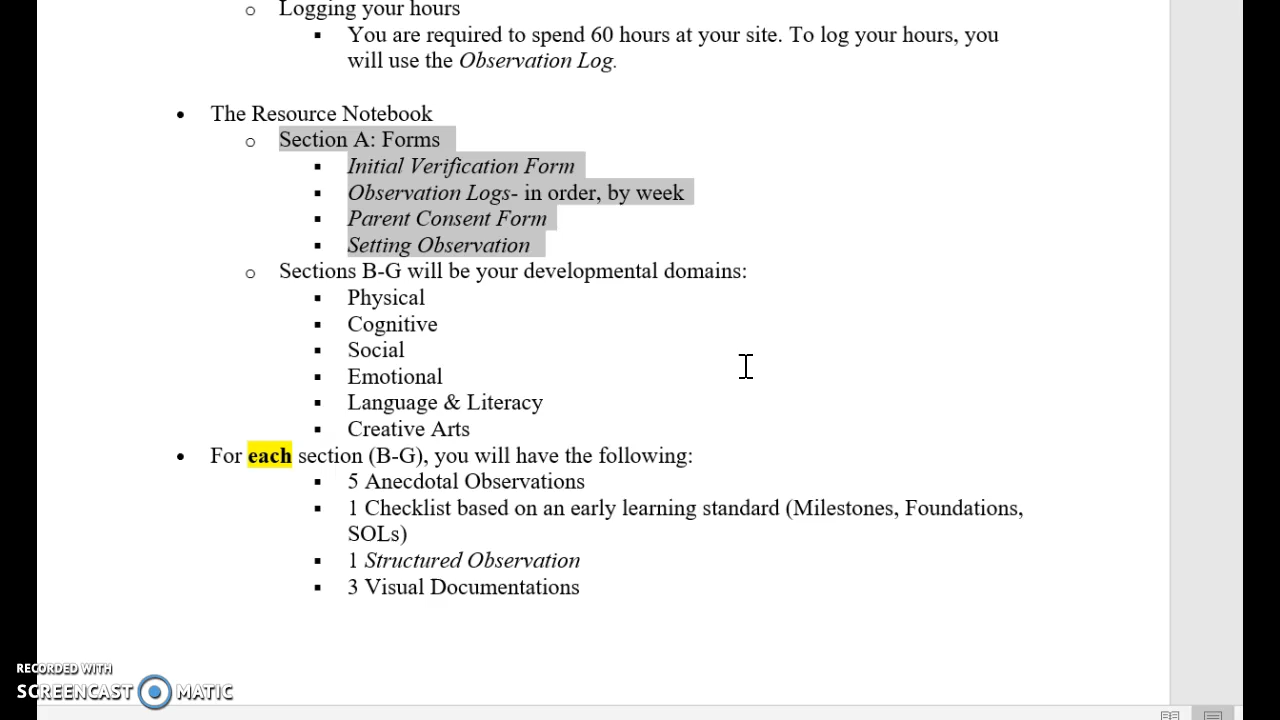 Logging your hours
You are required to spend 60 hours at your site. To log your hours, you
will use the Observation Log.
The Resource Notebook
Section A: Forms
Initial Verification Form
Observation Logs- in order, by week
Parent Consent Form
Setting Observation
Sections B-G will be your developmental domains:
Physical
Cognitive
Social
Emotional
Language & Literacy
Creative Arts
For each section (B-G), you will have the following:
5 Anecdotal Observations
1 Checklist based on an early learning standard (Milestones, Foundations,
SOLs)
1 Structured Observation
3 Visual Documentations
RECORDED WITH
SCREENCAST MATIC